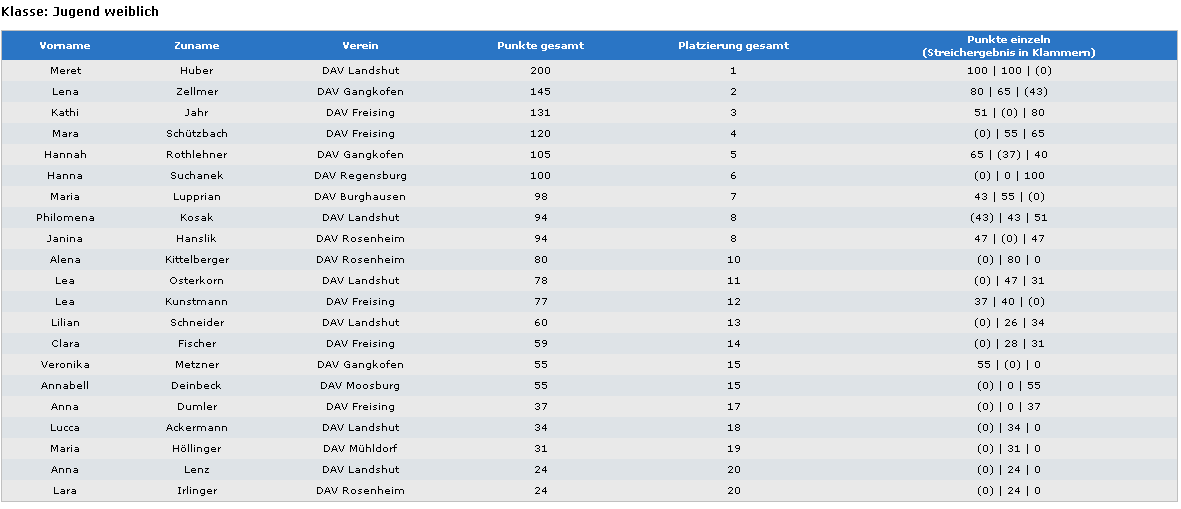 Klasse: Jugend weiblich
Vorname Zuname Verein Punkte gesamt Platzierung gesamt Punkte einzeln
(Streichergebnis in Klammern)
Meret Huber DAV Landshut 200 1 100 | 100 | (0)
Lena Zellmer DAV Gangkofen 145 2 80 | 65 | (43)
Kathi Jahr DAV Freising 131 3 51 | (0) | 80
Mara Schützbach DAV Freising 120 4 (0) | 55 | 65
Hannah Rothlehner DAV Gangkofen 105 5 65 | (37) | 40
Hanna Suchanek DAV Regensburg 100 6 (0) | 0 | 100
Maria Lupprian DAV Burghausen 98 7 43 | 55 | (0)
Philomena Kosak DAV Landshut 94 8 (43) | 43 | 51
Janina Hanslik DAV Rosenheim 94 8 47 | (0) | 47
Alena Kittelberger DAV Rosenheim 80 10 (0) | 80 | 0
Lea Osterkorn DAV Landshut 78 11 (0) | 47 | 31
Lea Kunstmann DAV Freising 77 12 37 | 40 | (0)
Lilian Schneider DAV Landshut 60 13 (0) | 26 | 34
Clara Fischer DAV Freising 59 14 (0) | 28 | 31
Veronika Metzner DAV Gangkofen 55 15 55 | (0) | 0
Annabell Deinbeck DAV Moosburg 55 15 (0) | 0 | 55
Anna Dumler DAV Freising 37 17 (0) | 0 | 37
Lucca Ackermann DAV Landshut 34 18 (0) | 34 | 0
Maria Höllinger DAV Mühldorf 31 19 (0) | 31 | 0
Anna Lenz DAV Landshut 24 20 (0) | 24 | 0
Lara Irlinger DAV Rosenheim 24 20 (0) | 24 | 0